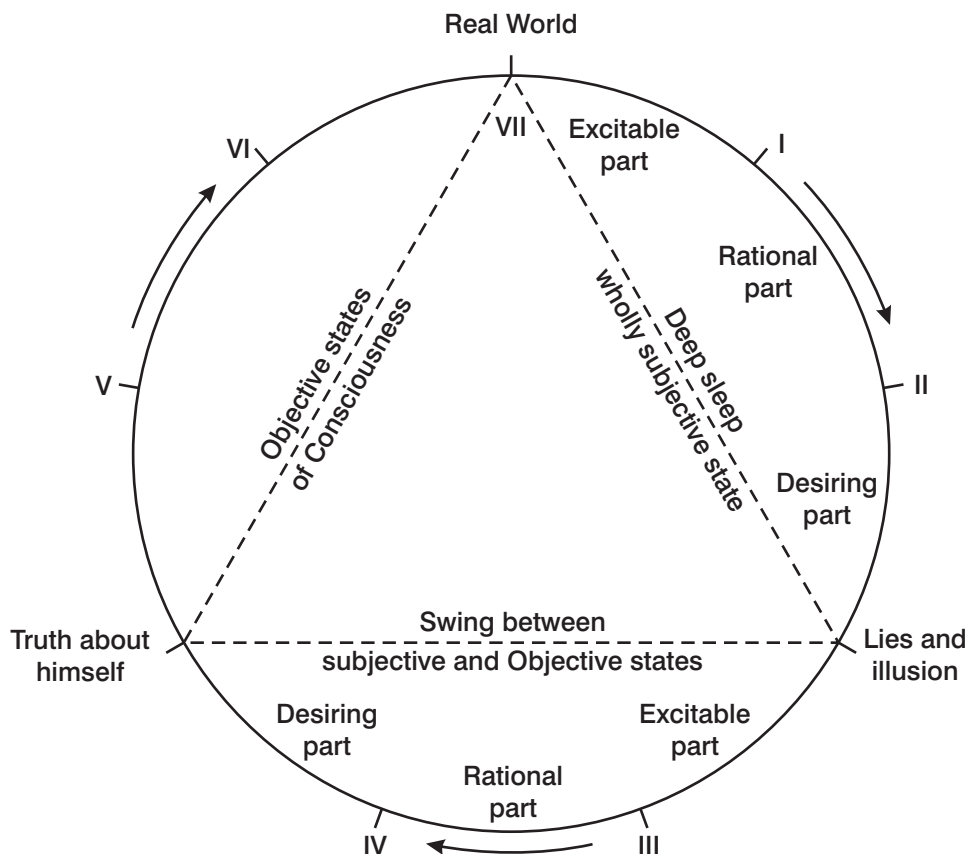 Real World
VII
Excitable
part
I
VI
Rational
part
Objective states
of Consciousness
Deep sleep
wholly subjective state
V
II
Desiring
part
Truth about
himself
Swing between
subjective and Objective states
Lies and
illusion
Desiring
part
Excitable
part
Rational
part
IV
III